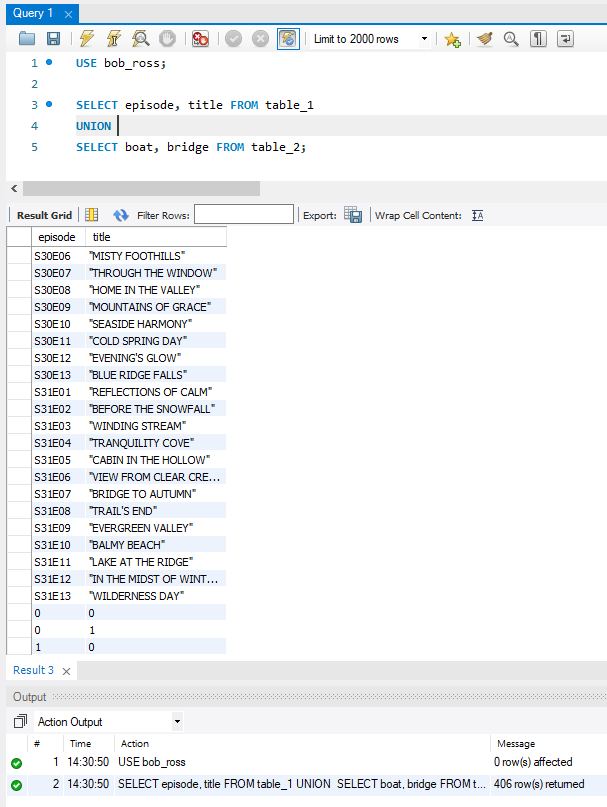 Query 1 ×
Limit to 2000 rows
1 USE bob_ross;
2
3 SELECT episode, title FROM table_1
4 UNION
5 SELECT boat, bridge FROM table_2;
Result Grid Filter Rows: Export: Wrap Cell Content: IA
episode title
S30E06 "MISTY FOOTHILLS"
S30E07 "THROUGH THE WINDOW"
S30E08 "HOME IN THE VALLEY"
S30E09 "MOUNTAINS OF GRACE"
S30E10 "SEASIDE HARMONY"
S30E11 "COLD SPRING DAY"
S30E12 "EVENING'S GLOW"
S30E13 "BLUE RIDGE FALLS"
S31E01 "REFLECTIONS OF CALM"
S31E02 "BEFORE THE SNOWFALL"
S31E03 "WINDING STREAM"
S31E04 "TRANQUILITY COVE"
S31E05 "CABIN IN THE HOLLOW"
S31E06 "VIEW FROM CLEAR CRE...
S31E07 "BRIDGE TO AUTUMN"
S31E08 "TRAIL'S END"
S31E09 "EVERGREEN VALLEY"
S31E10 "BALMY BEACH"
S31E11 "LAKE AT THE RIDGE"
S31E12 "IN THE MIDST OF WINT...
S31E13 "WILDERNESS DAY"
0 0
0 1
1 0
Result 3 ×
Output
Action Output
# Time Action Message
1 14:30:50 USE bob_ross 0 row(s) affected
2 14:30:50 SELECT episode, title FROM table_1 UNION SELECT boat, bridge FROM t... 406 row(s) returned